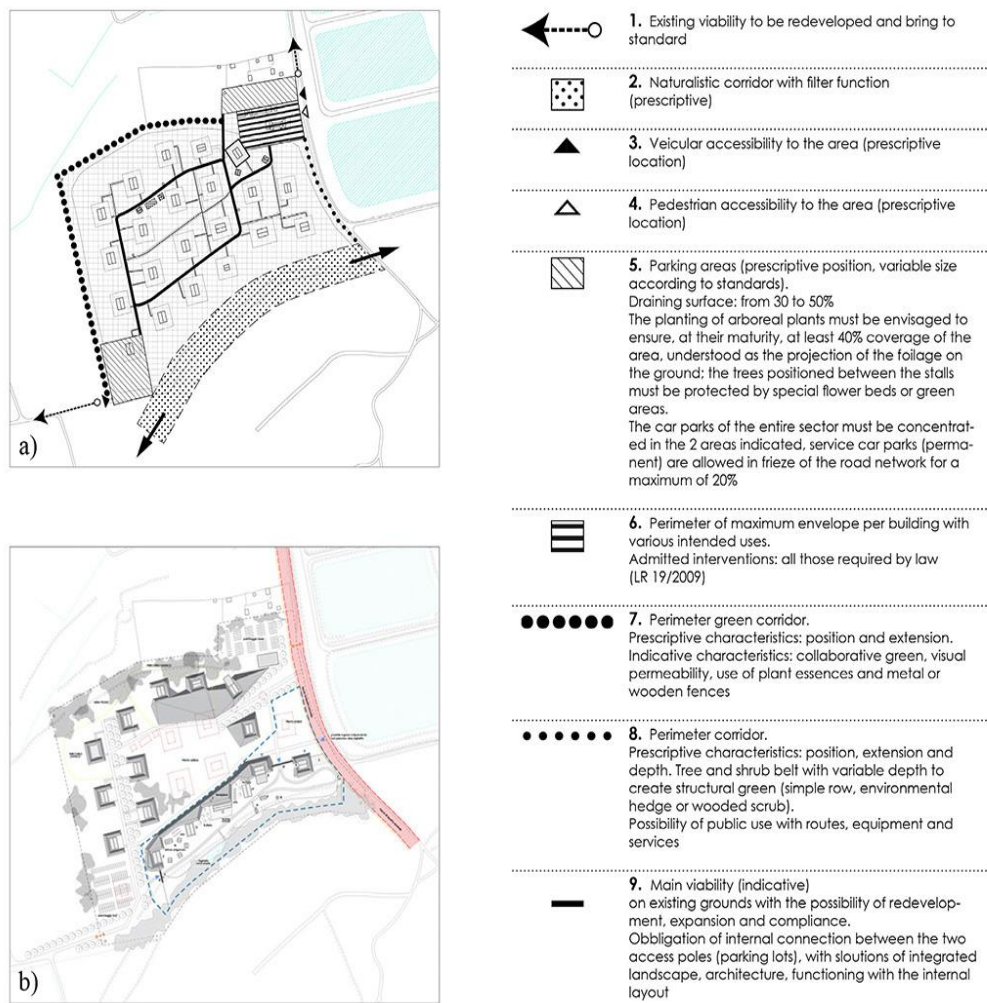 a)
b)
1. Existing viability to be redeveloped and bring to
standard
2. Naturalistic corridor with filter function
(prescriptive)
3. Veicular accessibility to the area (prescriptive
location)
4. Pedestrian accessibility to the area (prescriptive
location)
5. Parking areas (prescriptive position, variable size
according to standards).
Draining surface: from 30 to 50%
The planting of arboreal plants must be envisaged to
ensure, at their maturity, at least 40% coverage of the
area, understood as the projection of the foilage on
the ground; the trees positioned between the stalls
must be protected by special flower beds or green
areas.
The car parks of the entire sector must be concentrat-
ed in the 2 areas indicated, service car parks (perma-
nent) are allowed in frieze of the road network for a
maximum of 20%
6. Perimeter of maximum envelope per building with
various intended uses.
Admitted interventions: all those required by law
(LR 19/2009)
7. Perimeter green corridor.
Prescriptive characteristics: position and extension.
Indicative characteristics: collaborative green, visual
permeability, use of plant essences and metal or
wooden fences
8. Perimeter corridor.
Prescriptive characteristics: position, extension and
depth. Tree and shrub belt with variable depth to
create structural green (simple row, environmental
hedge or wooded scrub).
Possibility of public use with routes, equipment and
services
9. Main viability (indicative)
on existing grounds with the possibility of redevelop-
ment, expansion and compliance.
Obbligation of internal connection between the two
access poles (parking lots), with sloutions of integrated
landscape, architecture, functioning with the internal
layout